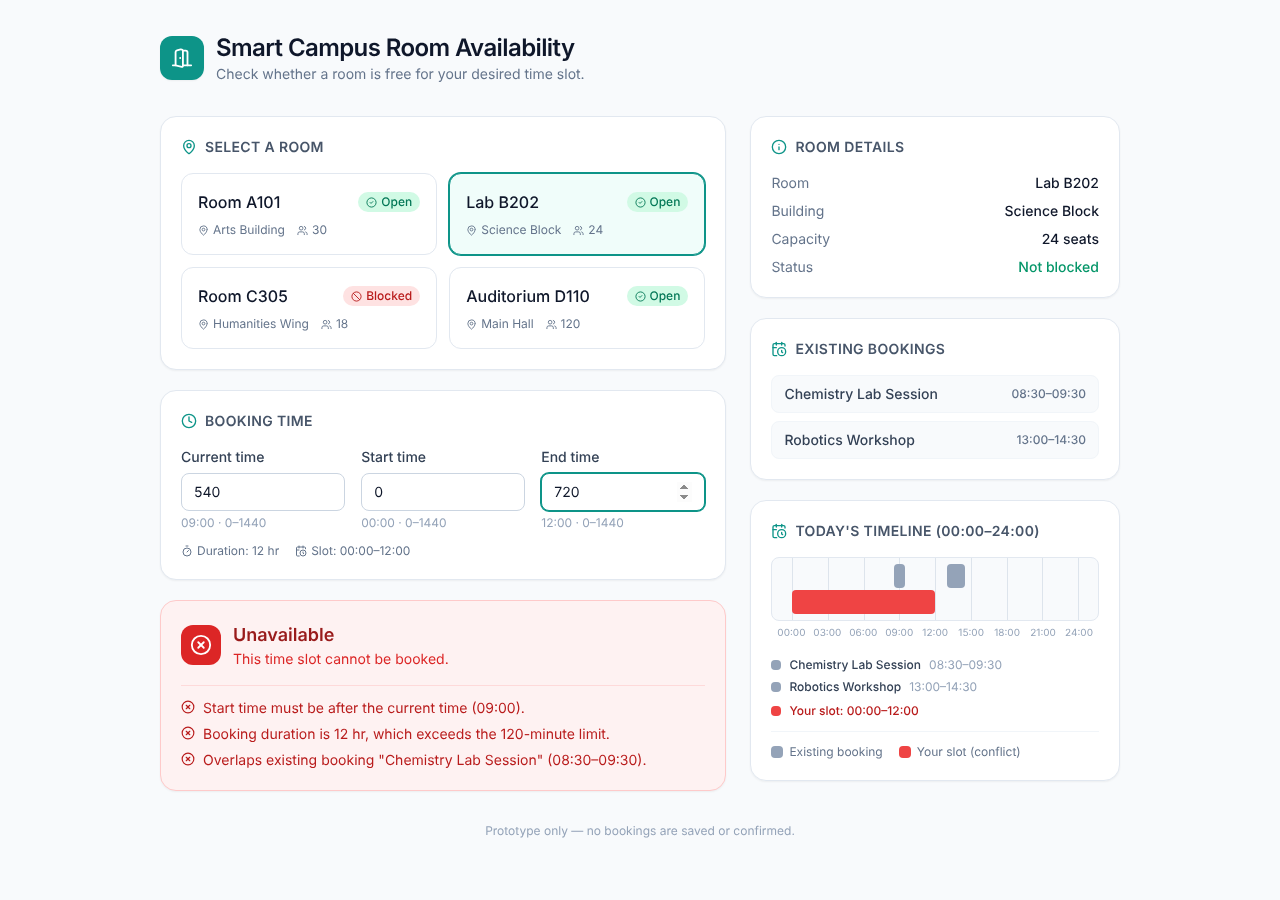 Smart Campus Room Availability
Check whether a room is free for your desired time slot.
SELECT A ROOM
Room A101
Open
Arts Building
30
Lab B202
Open
Science Block
24
Room C305
Blocked
Humanities Wing
18
Auditorium D110
Open
Main Hall
120
BOOKING TIME
Current time
540
09:00 · 0–1440
Start time
0
00:00 · 0–1440
End time
720
12:00 · 0–1440
Duration: 12 hr
Slot: 00:00–12:00
Unavailable
This time slot cannot be booked.
Start time must be after the current time (09:00).
Booking duration is 12 hr, which exceeds the 120-minute limit.
Overlaps existing booking "Chemistry Lab Session" (08:30–09:30).
ROOM DETAILS
Room Lab B202
Building Science Block
Capacity 24 seats
Status Not blocked
EXISTING BOOKINGS
Chemistry Lab Session 08:30–09:30
Robotics Workshop 13:00–14:30
TODAY'S TIMELINE (00:00–24:00)
00:00 03:00 06:00 09:00 12:00 15:00 18:00 21:00 24:00
Chemistry Lab Session 08:30–09:30
Robotics Workshop 13:00–14:30
Your slot: 00:00–12:00
Existing booking Your slot (conflict)
Prototype only — no bookings are saved or confirmed.